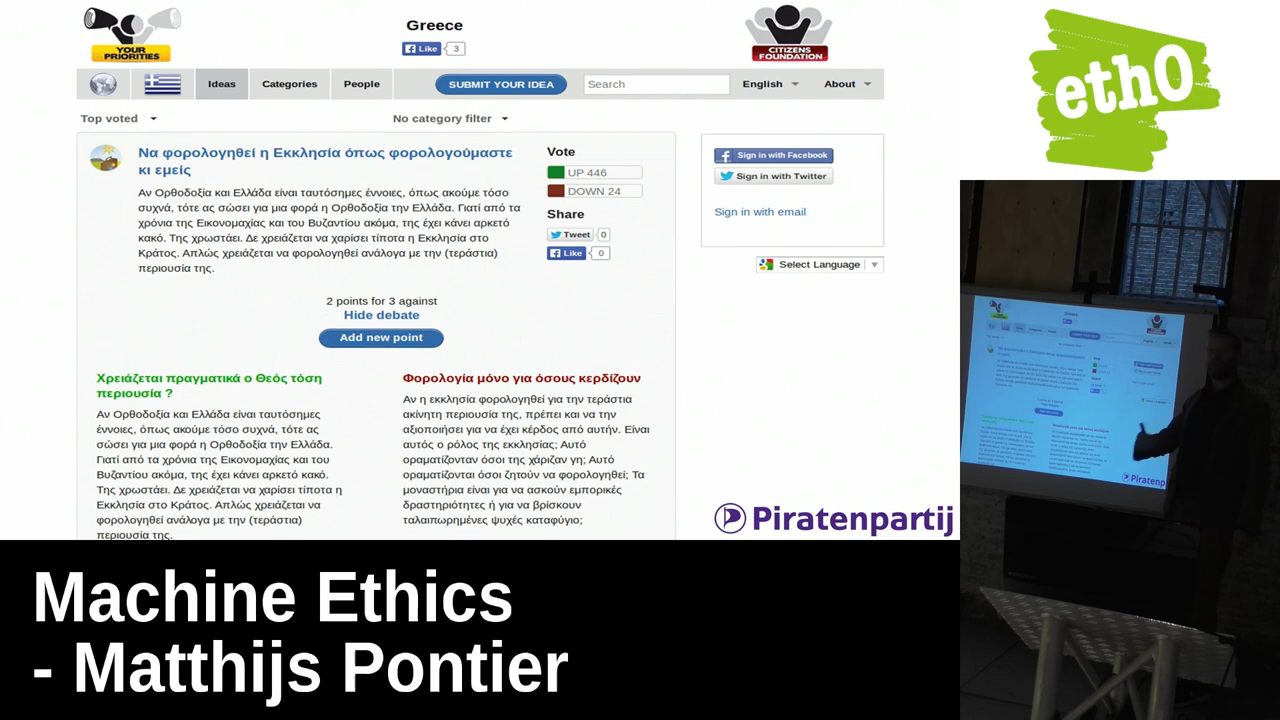 YOUR
PRIORITIES
Greece
Like 3
CITIZENS
FOUNDATION
Ideas
Categories
People
SUBMIT YOUR IDEA
Search
English
About
Top voted
No category filter
Να φορολογηθεί η Εκκλησία όπως φορολογούμαστε
κι εμείς
Αν Ορθοδοξία και Ελλάδα είναι ταυτόσημες έννοιες, όπως ακούμε τόσο
συχνά, τότε ας σώσει για μια φορά η Ορθοδοξία την Ελλάδα. Γιατί από τα
χρόνια της Εικονομαχίας και του Βυζαντίου ακόμα, της έχει κάνει αρκετό
κακό. Της χρωστάει. Δε χρειάζεται να χαρίσει τίποτα η Εκκλησία στο
Κράτος. Απλώς χρειάζεται να φορολογηθεί ανάλογα με την (τεράστια)
περιουσία της.
Vote
UP 446
DOWN 24
Share
Tweet 0
Like 0
Sign in with Facebook
Sign in with Twitter
Sign in with email
Select Language
2 points for 3 against
Hide debate
Add new point
Χρειάζεται πραγματικά ο Θεός τόση
περιουσία ?
Αν Ορθοδοξία και Ελλάδα είναι ταυτόσημες
έννοιες, όπως ακούμε τόσο συχνά, τότε ας
σώσει για μια φορά η Ορθοδοξία την Ελλάδα.
Γιατί από τα χρόνια της Εικονομαχίας και του
Βυζαντίου ακόμα, της έχει κάνει αρκετό κακό.
Της χρωστάει. Δε χρειάζεται να χαρίσει τίποτα η
Εκκλησία στο Κράτος. Απλώς χρειάζεται να
φορολογηθεί ανάλογα με την (τεράστια)
περιουσία της.
Φορολογία μόνο για όσους κερδίζουν
Αν η εκκλησία φορολογηθεί για την τεράστια
ακίνητη περιουσία της, πρέπει και να την
αξιοποιήσει για να έχει κέρδος από αυτήν. Είναι
αυτός ο ρόλος της εκκλησίας; Αυτό
οραματίζονταν όσοι της χάριζαν γη; Αυτό
οραματίζονται όσοι ζητούν να φορολογηθεί; Τα
μοναστήρια είναι για να ασκούν εμπορικές
δραστηριότητες ή για να βρίσκουν
ταλαιπωρημένες ψυχές καταφύγιο;
Piratenpartij
ethO
Greece
Piratenp
Machine Ethics
- Matthijs Pontier